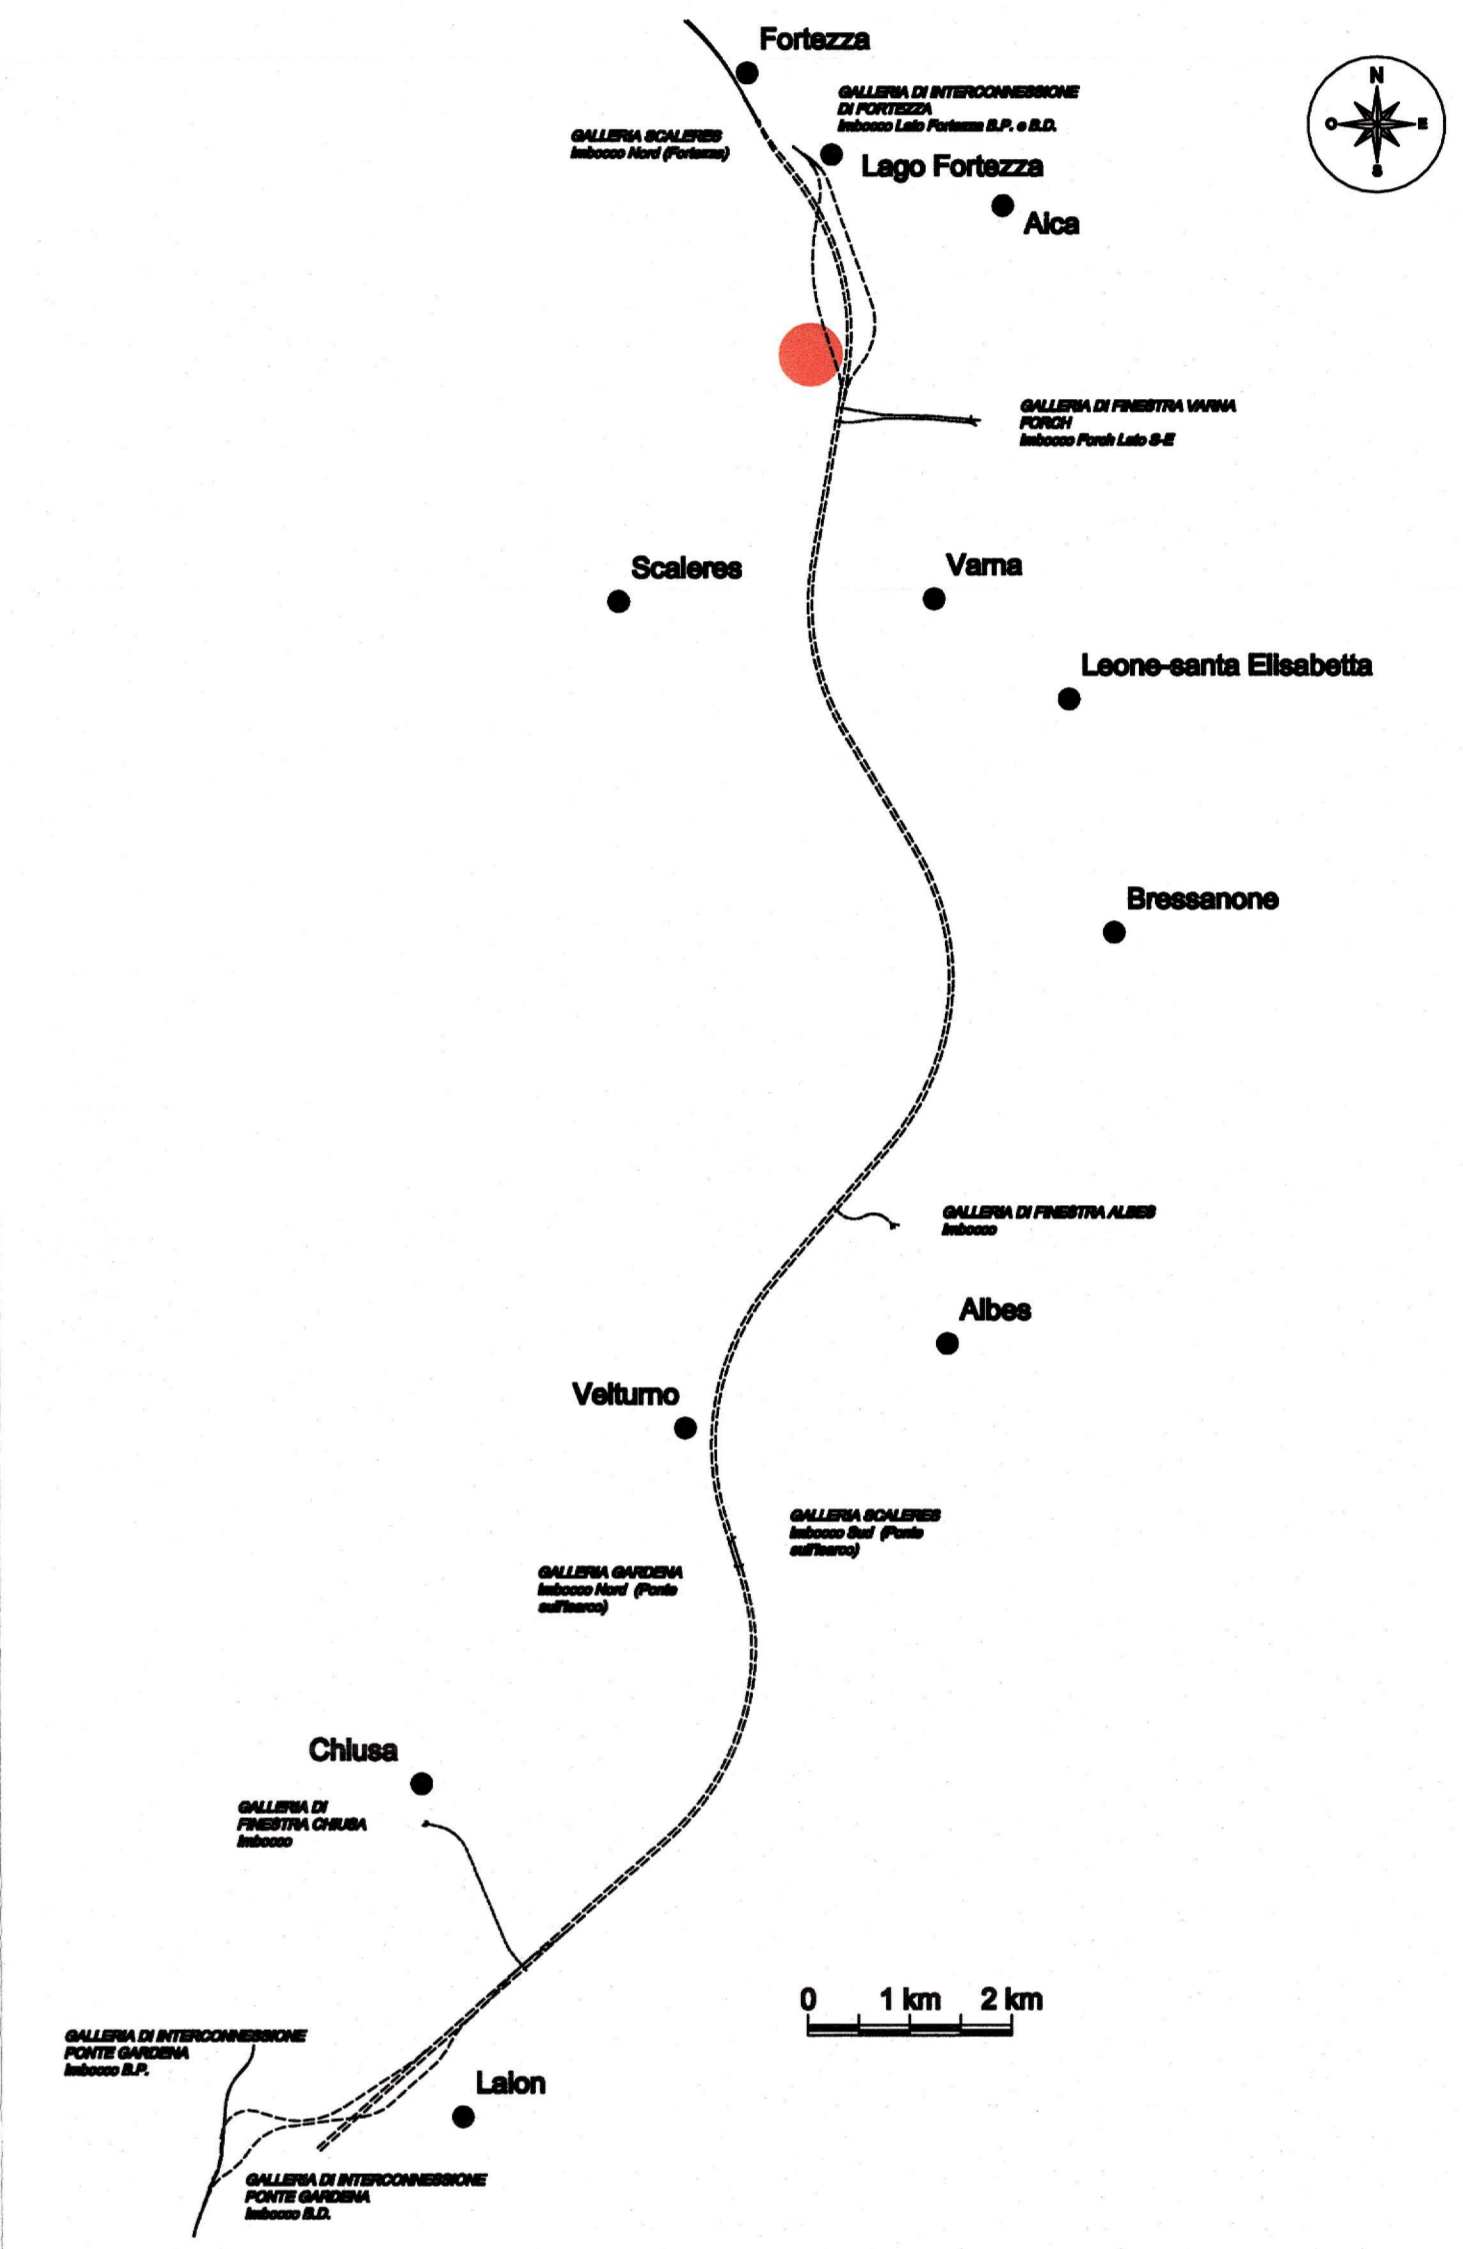 Fortezza
N
O
E
S
GALLERIA DI INTERCONNESSIONE
DI FORTEZZA
Imbocco Lato Fortezza B.P. e B.D.
GALLERIA SCALERES
Imbocco Nord (Fortezza)
Lago Fortezza
Aica
GALLERIA DI FINESTRA VARNA
FORCH
Imbocco Forch Lato S-E
Scaleres
Varna
Leone-santa Elisabetta
Bressanone
GALLERIA DI FINESTRA ALBES
Imbocco
Albes
Velturno
GALLERIA SCALERES
Imbocco Sud (Ponte
sull'Isarco)
GALLERIA GARDENA
Imbocco Nord (Ponte
sull'Isarco)
Chiusa
GALLERIA DI
FINESTRA CHIUSA
Imbocco
0 1 km 2 km
GALLERIA DI INTERCONNESSIONE
PONTE GARDENA
Imbocco B.P.
Laion
GALLERIA DI INTERCONNESSIONE
PONTE GARDENA
Imbocco B.D.